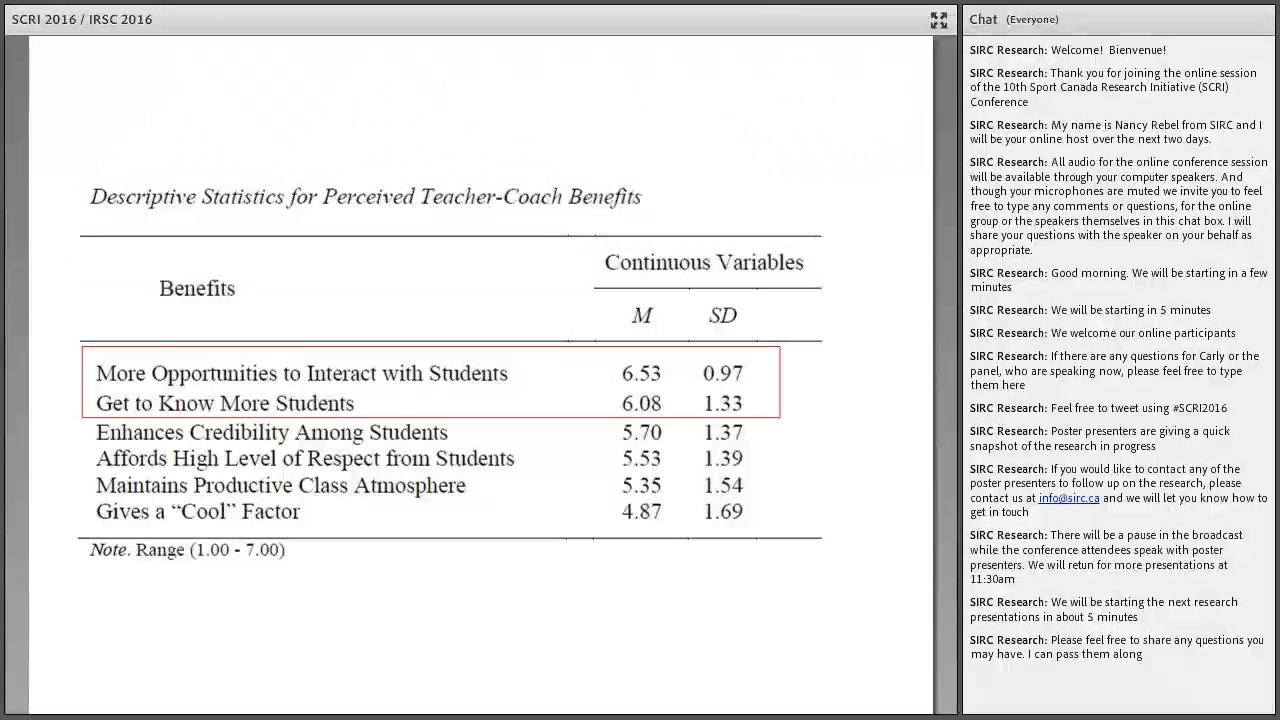 SCRI 2016 / IRSC 2016
Descriptive Statistics for Perceived Teacher-Coach Benefits
Benefits
Continuous Variables
M SD
More Opportunities to Interact with Students 6.53 0.97
Get to Know More Students 6.08 1.33
Enhances Credibility Among Students 5.70 1.37
Affords High Level of Respect from Students 5.53 1.39
Maintains Productive Class Atmosphere 5.35 1.54
Gives a “Cool” Factor 4.87 1.69
Note. Range (1.00 - 7.00)
Chat (Everyone)
SIRC Research: Welcome! Bienvenue!
SIRC Research: Thank you for joining the online session
of the 10th Sport Canada Research Initiative (SCRI)
Conference
SIRC Research: My name is Nancy Rebel from SIRC and I
will be your online host over the next two days.
SIRC Research: All audio for the online conference session
will be available through your computer speakers. And
though your microphones are muted we invite you to feel
free to type any comments or questions, for the online
group or the speakers themselves in this chat box. I will
share your questions with the speaker on your behalf as
appropriate.
SIRC Research: Good morning. We will be starting in a few
minutes
SIRC Research: We will be starting in 5 minutes
SIRC Research: We welcome our online participants
SIRC Research: If there are any questions for Carly or the
panel, who are speaking now, please feel free to type
them here
SIRC Research: Feel free to tweet using #SCRI2016
SIRC Research: Poster presenters are giving a quick
snapshot of the research in progress
SIRC Research: If you would like to contact any of the
poster presenters to follow up on the research, please
contact us at info@sirc.ca and we will let you know how to
get in touch
SIRC Research: There will be a pause in the broadcast
while the conference attendees speak with poster
presenters. We will retun for more presentations at
11:30am
SIRC Research: We will be starting the next research
presentations in about 5 minutes
SIRC Research: Please feel free to share any questions you
may have. I can pass them along